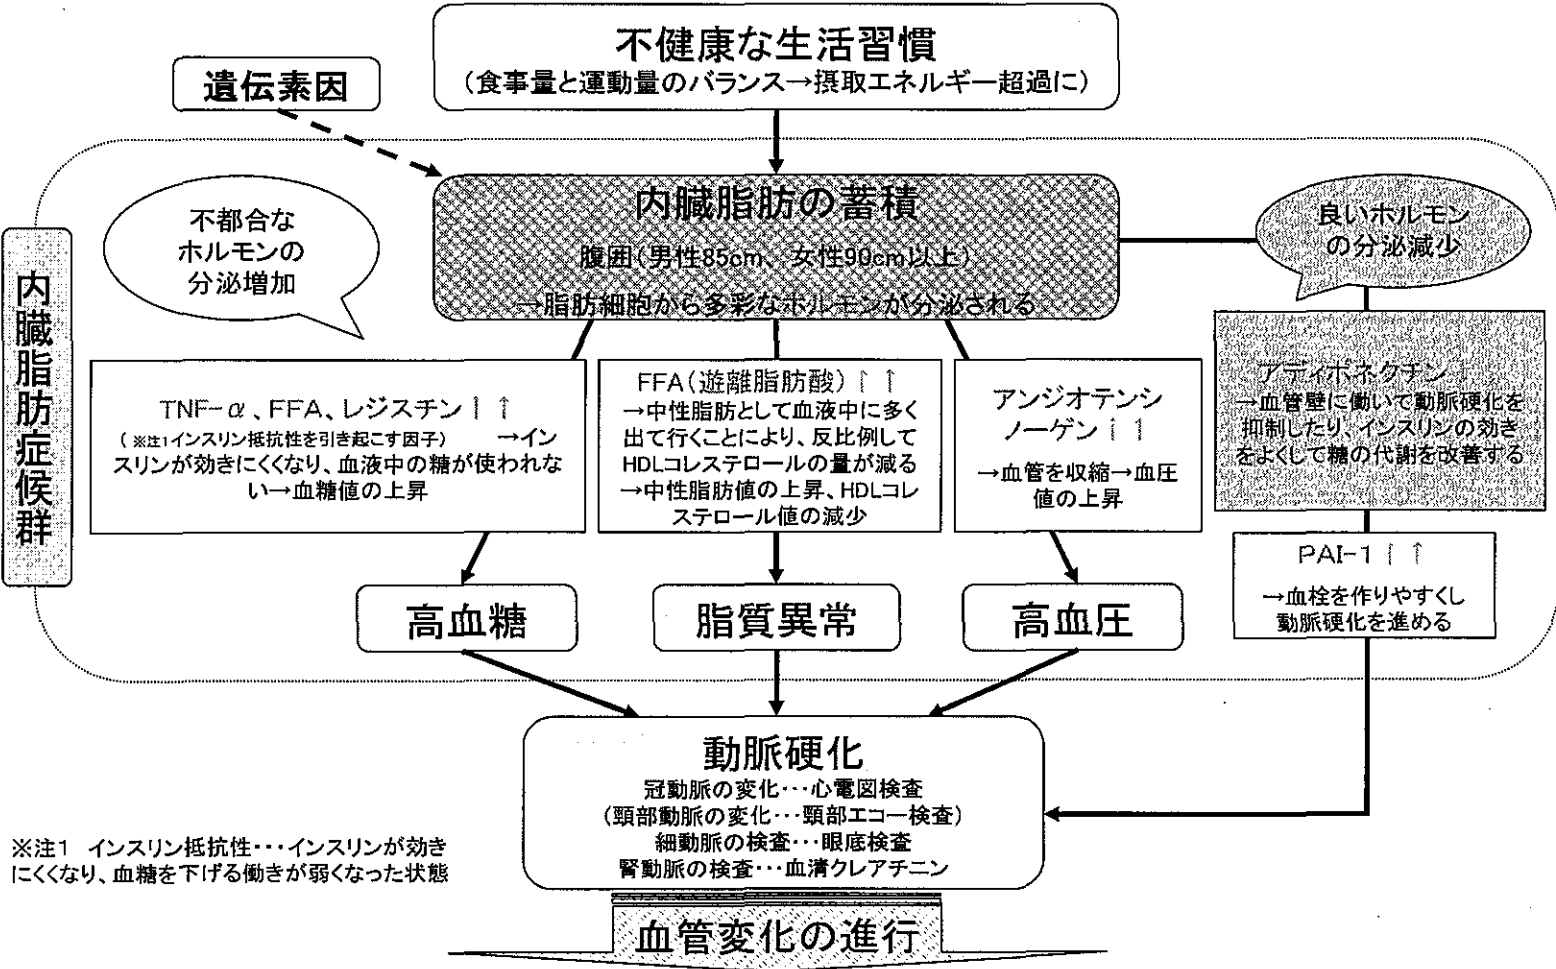 不健康な生活習慣
(食事量と運動量のバランス→摂取エネルギー超過に)
遺伝素因
内臓脂肪の蓄積
腹囲(男性85cm、女性90cm以上)
→脂肪細胞から多彩なホルモンが分泌される
不都合な
ホルモンの
分泌増加
良いホルモン
の分泌減少
内臓脂肪症候群
TNF-α、FFA、レジスチン↑↑
(※注1インスリン抵抗性を引き起こす因子) →イン
スリンが効きにくくなり、血液中の糖が使われな
い→血糖値の上昇
FFA(遊離脂肪酸)↑↑
→中性脂肪として血液中に多く
出て行くことにより、反比例して
HDLコレステロールの量が減る
→中性脂肪値の上昇、HDLコレ
ステロール値の減少
アンジオテンシ
ノーゲン↑↑
→血管を収縮→血圧
値の上昇
アディポネクチン
→血管壁に働いて動脈硬化を
抑制したり、インスリンの効き
をよくして糖の代謝を改善する
PAI-1↑↑
→血栓を作りやすくし
動脈硬化を進める
高血糖
脂質異常
高血圧
動脈硬化
冠動脈の変化･･･心電図検査
(頸部動脈の変化･･･頸部エコー検査)
細動脈の検査･･･眼底検査
腎動脈の検査･･･血清クレアチニン
※注1 インスリン抵抗性･･･インスリンが効き
にくくなり、血糖を下げる働きが弱くなった状態
血管変化の進行